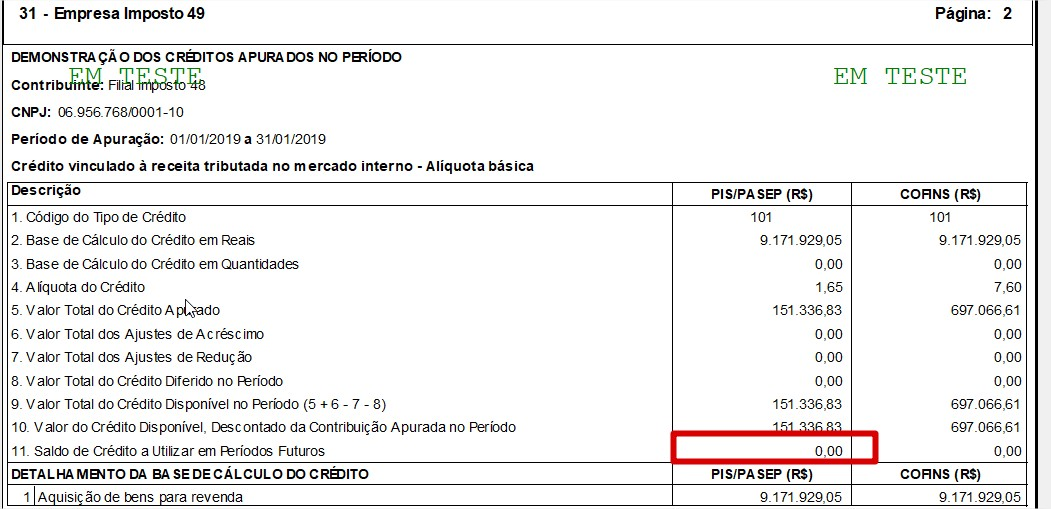 31 - Empresa Imposto 49 Página: 2
DEMONSTRAÇÃO DOS CRÉDITOS APURADOS NO PERÍODO
EM TESTE EM TESTE
Contribuinte: Filial Imposto 48
CNPJ: 06.956.768/0001-10
Período de Apuração: 01/01/2019 a 31/01/2019
Crédito vinculado à receita tributada no mercado interno - Alíquota básica
Descrição PIS/PASEP (R$) COFINS (R$)
1. Código do Tipo de Crédito 101 101
2. Base de Cálculo do Crédito em Reais 9.171.929,05 9.171.929,05
3. Base de Cálculo do Crédito em Quantidades 0,00 0,00
4. Alíquota do Crédito 1,65 7,60
5. Valor Total do Crédito Apurado 151.336,83 697.066,61
6. Valor Total dos Ajustes de Acréscimo 0,00 0,00
7. Valor Total dos Ajustes de Redução 0,00 0,00
8. Valor Total do Crédito Diferido no Período 0,00 0,00
9. Valor Total do Crédito Disponível no Período (5 + 6 - 7 - 8) 151.336,83 697.066,61
10. Valor do Crédito Disponível, Descontado da Contribuição Apurada no Período 151.336,83 697.066,61
11. Saldo de Crédito a Utilizar em Períodos Futuros 0,00 0,00
DETALHAMENTO DA BASE DE CÁLCULO DO CRÉDITO PIS/PASEP (R$) COFINS (R$)
1 Aquisição de bens para revenda 9.171.929,05 9.171.929,05